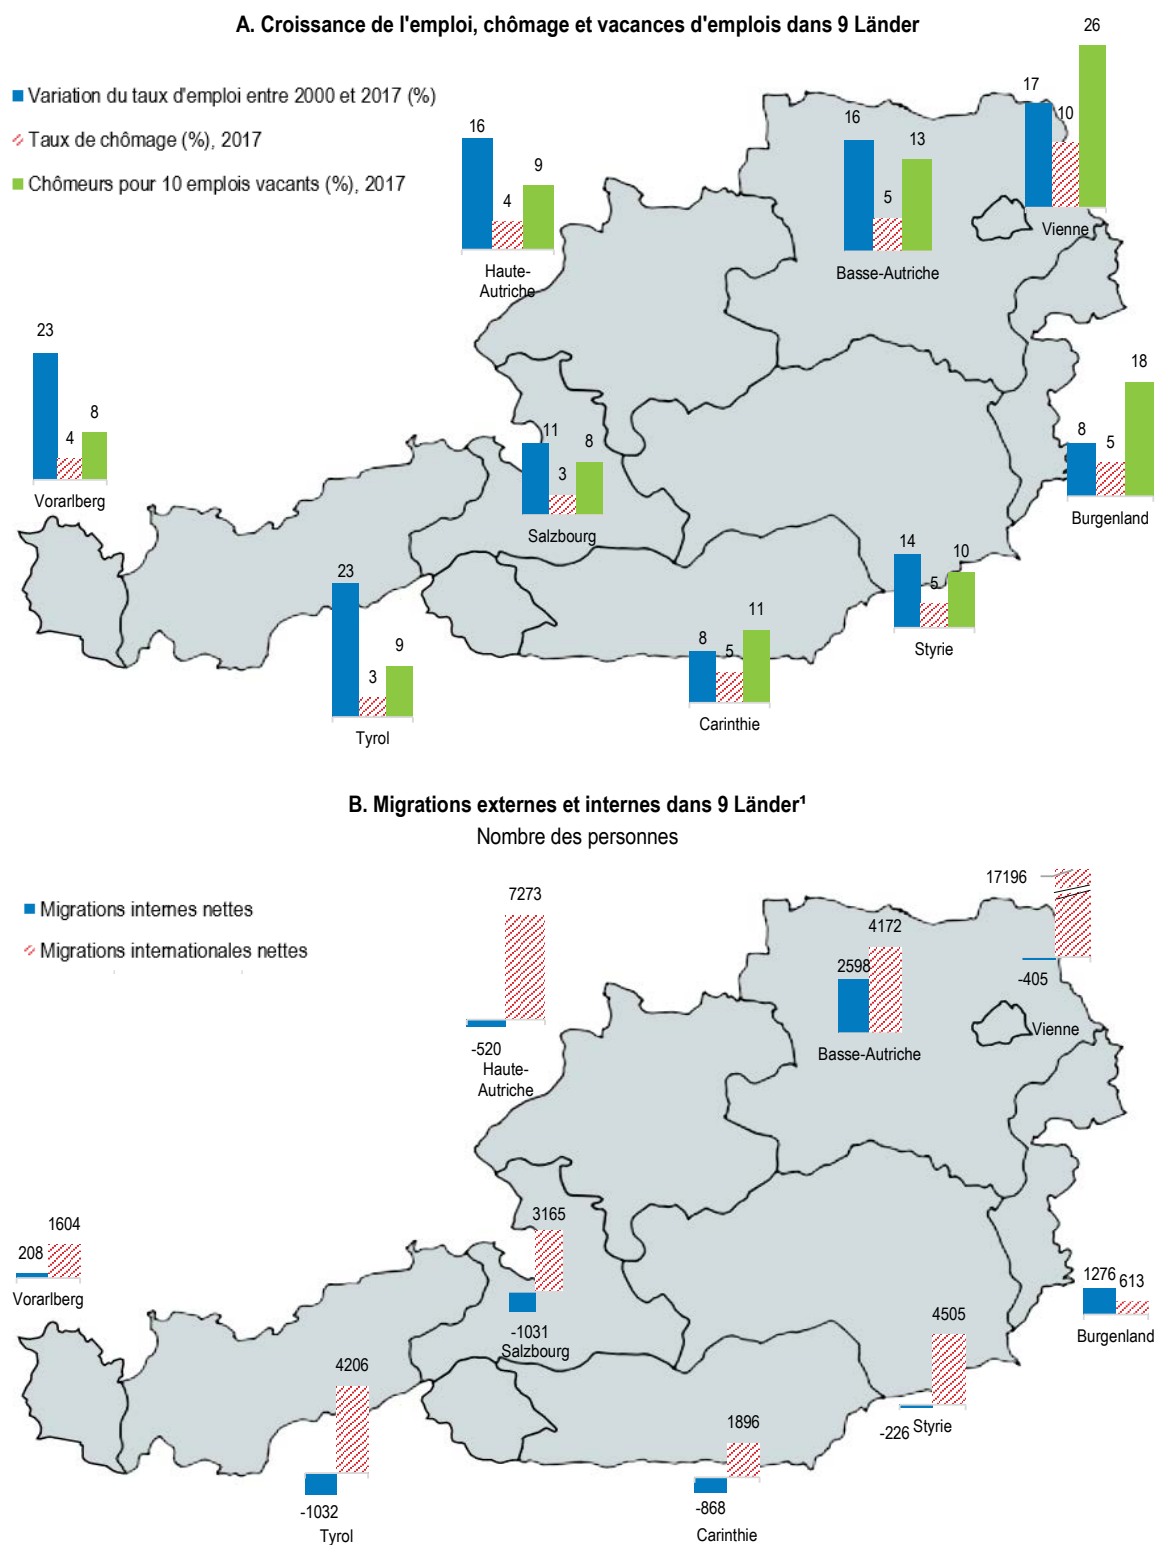 A. Croissance de l'emploi, chômage et vacances d'emplois dans 9 Länder
Variation du taux d'emploi entre 2000 et 2017 (%)
Taux de chômage (%), 2017
Chômeurs pour 10 emplois vacants (%), 2017
16
4
9
Haute-
Autriche
16
5
13
Basse-Autriche
17
10
26
Vienne
23
4
8
Vorarlberg
11
3
8
Salzbourg
8
5
18
Burgenland
23
3
9
Tyrol
8
5
11
Carinthie
14
5
10
Styrie
B. Migrations externes et internes dans 9 Länder¹
Nombre des personnes
Migrations internes nettes
Migrations internationales nettes
7273
-520
Haute-
Autriche
2598
4172
Basse-Autriche
17196
-405
Vienne
208
1604
Vorarlberg
3165
-1031
Salzbourg
1276
613
Burgenland
4206
-1032
Tyrol
1896
-868
Carinthie
4505
-226
Styrie